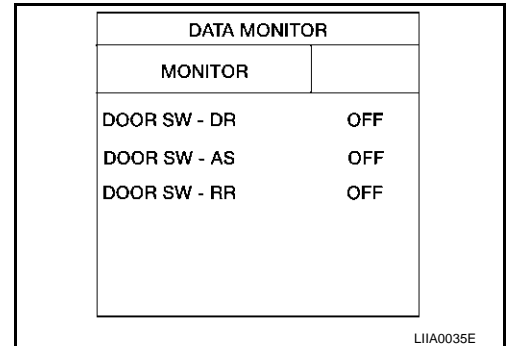 DATA MONITOR
MONITOR
DOOR SW - DR OFF
DOOR SW - AS OFF
DOOR SW - RR OFF
LIIA0035E